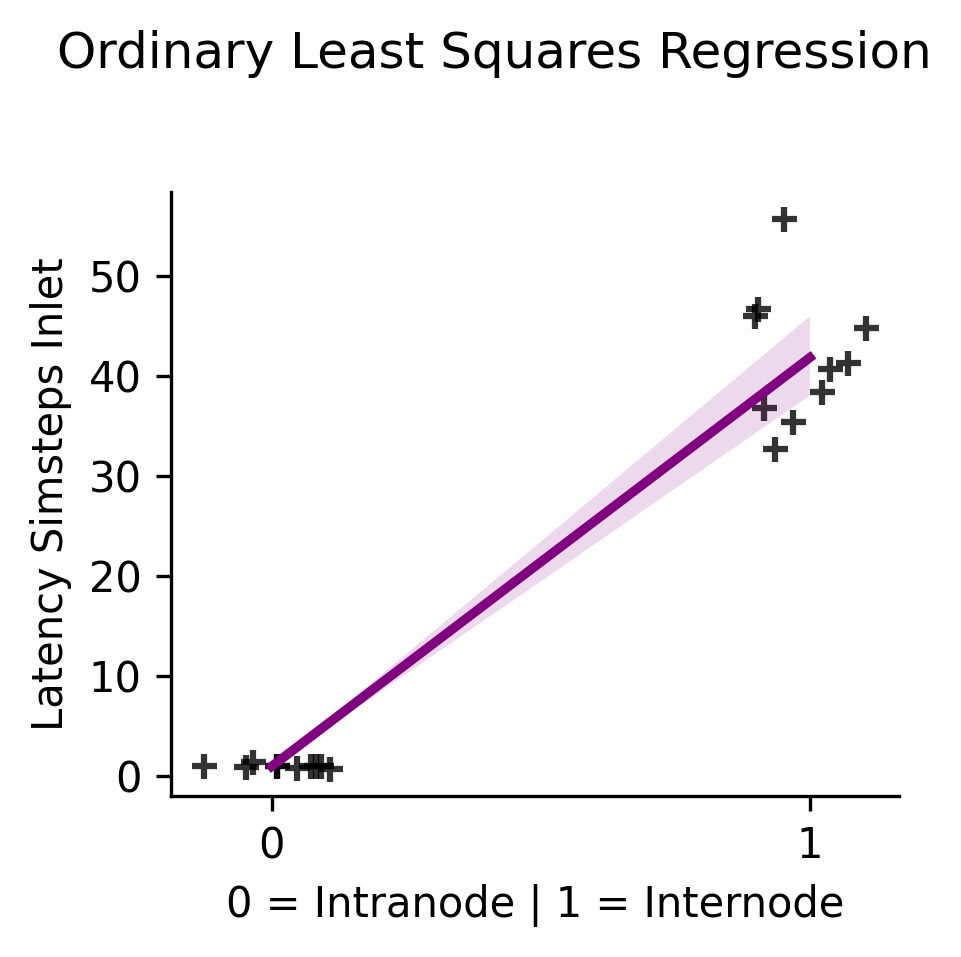 Ordinary Least Squares Regression
Latency Simsteps Inlet
50
40
30
20
10
0
0
1
0 = Intranode | 1 = Internode